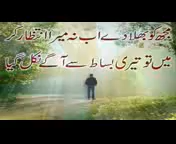 مجھ کو بھلا دے اب نہ میرا انتظار کر
میں تو تیری بساط سے آگے نکل گیا